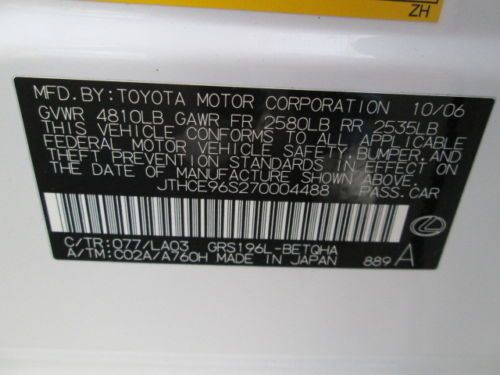 ZH
MFD.BY:TOYOTA MOTOR CORPORATION 10/06
GVWR 4810LB GAWR FR 2580LB RR 2535LB
THIS VEHICLE CONFORMS TO ALL APPLICABLE
FEDERAL MOTOR VEHICLE SAFETY,BUMPER,AND
THEFT PREVENTION STANDARDS IN EFFECT ON
THE DATE OF MANUFACTURE SHOWN ABOVE.
JTHCE96S270004488 PASS.CAR
C/TR:077/LA03 GRS196L-BETQHA
A/TM:C02A/A760H MADE IN JAPAN 889 A